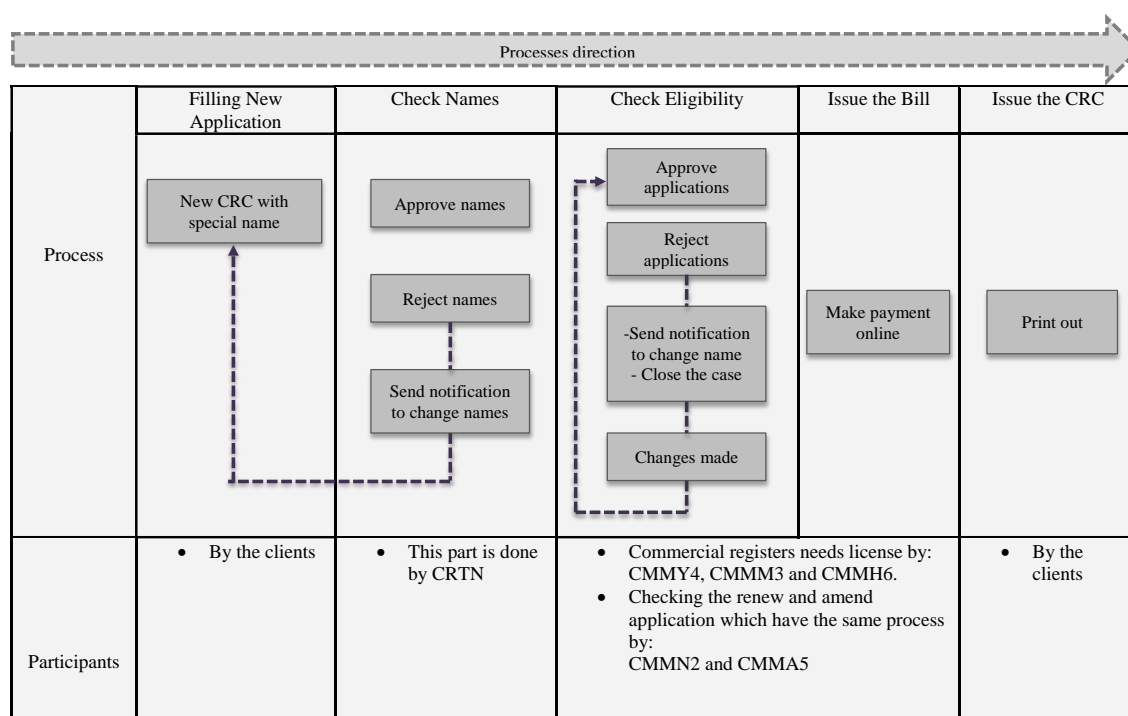 Processes direction
Filling New
Application
Check Names
Check Eligibility
Issue the Bill
Issue the CRC
Process
New CRC with
special name
Approve names
Reject names
Send notification
to change names
Approve
applications
Reject
applications
-Send notification
to change name
- Close the case
Changes made
Make payment
online
Print out
Participants
• By the clients
• This part is done
by CRTN
• Commercial registers needs license by:
CMMY4, CMMM3 and CMMH6.
• Checking the renew and amend
application which have the same process
by:
CMMN2 and CMMA5
• By the
clients